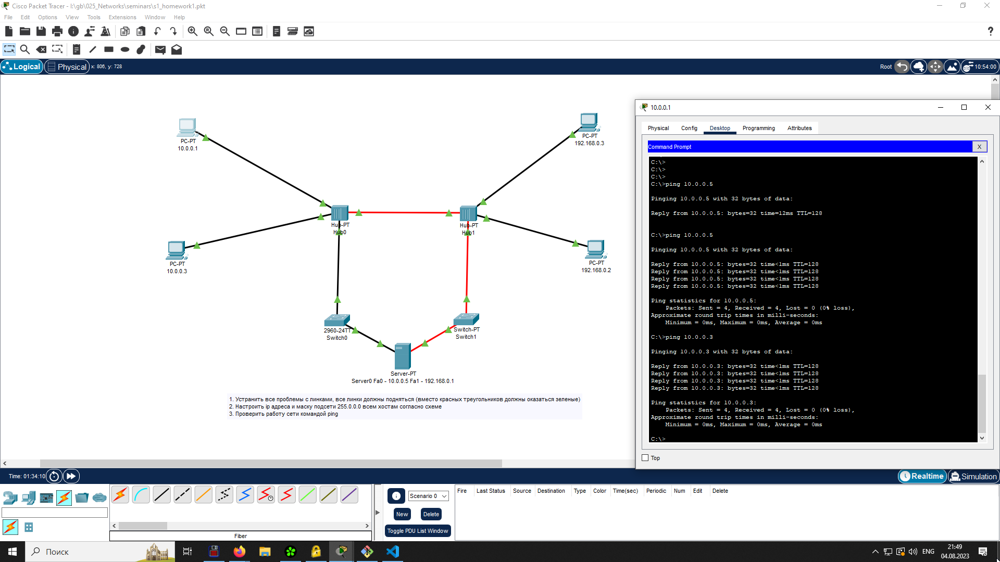 Cisco Packet Tracer - I:\gb\025_Networks\seminars\s1_homework1.pkt
File Edit Options View Tools Extensions Window Help
?
Logical Physical x: 806, y: 728 Root 10:54:00
PC-PT
10.0.0.1
PC-PT
192.168.0.3
Hub-PT
Hub0
Hub-PT
Hub1
PC-PT
10.0.0.3
PC-PT
192.168.0.2
2960-24TT
Switch0
Switch-PT
Switch1
Server-PT
Server0 Fa0 - 10.0.0.5 Fa1 - 192.168.0.1
1. Устранить все проблемы с линками, все линки должны подняться (вместо красных треугольников должны оказаться зеленые)
2. Настроить ip адреса и маску подсети 255.0.0.0 всем хостам согласно схеме
3. Проверить работу сети командой ping
10.0.0.1
Physical Config Desktop Programming Attributes
Command Prompt X
C:\>
C:\>
C:\>
C:\>ping 10.0.0.5
Pinging 10.0.0.5 with 32 bytes of data:
Reply from 10.0.0.5: bytes=32 time=12ms TTL=128
C:\>ping 10.0.0.5
Pinging 10.0.0.5 with 32 bytes of data:
Reply from 10.0.0.5: bytes=32 time<1ms TTL=128
Reply from 10.0.0.5: bytes=32 time<1ms TTL=128
Reply from 10.0.0.5: bytes=32 time<1ms TTL=128
Reply from 10.0.0.5: bytes=32 time<1ms TTL=128
Ping statistics for 10.0.0.5:
Packets: Sent = 4, Received = 4, Lost = 0 (0% loss),
Approximate round trip times in milli-seconds:
Minimum = 0ms, Maximum = 0ms, Average = 0ms
C:\>ping 10.0.0.3
Pinging 10.0.0.3 with 32 bytes of data:
Reply from 10.0.0.3: bytes=32 time<1ms TTL=128
Reply from 10.0.0.3: bytes=32 time<1ms TTL=128
Reply from 10.0.0.3: bytes=32 time<1ms TTL=128
Reply from 10.0.0.3: bytes=32 time<1ms TTL=128
Ping statistics for 10.0.0.3:
Packets: Sent = 4, Received = 4, Lost = 0 (0% loss),
Approximate round trip times in milli-seconds:
Minimum = 0ms, Maximum = 0ms, Average = 0ms
C:\>
Top
Time: 01:34:10 Realtime Simulation
Scenario 0
New Delete
Toggle PDU List Window
Fire Last Status Source Destination Type Color Time(sec) Periodic Num Edit Delete
Fiber
Поиск
ENG
21:49
04.08.2023